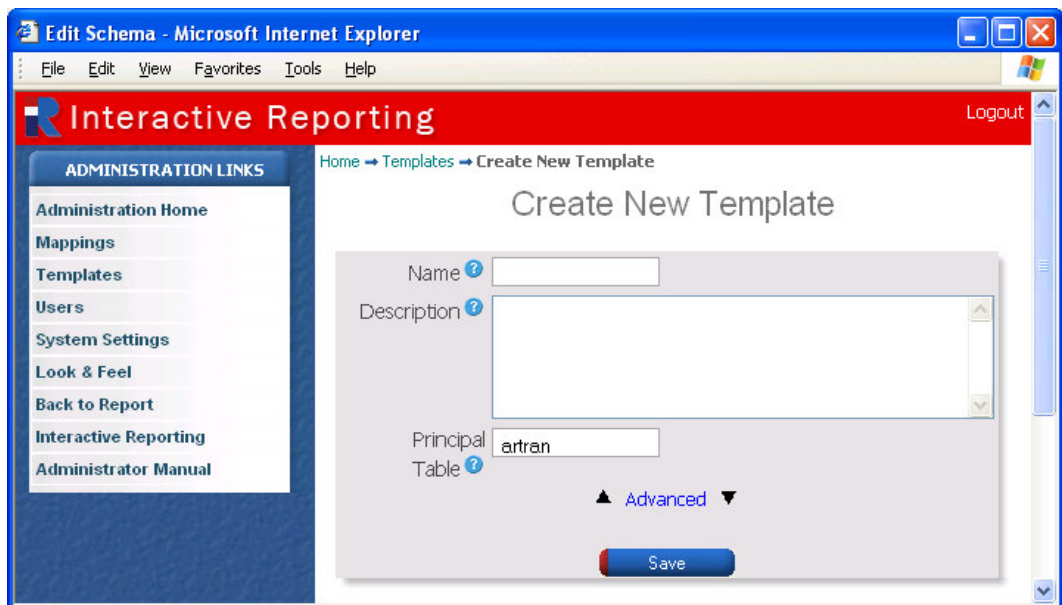 Edit Schema - Microsoft Internet Explorer
File Edit View Favorites Tools Help
iR Interactive Reporting
Logout
ADMINISTRATION LINKS
Administration Home
Mappings
Templates
Users
System Settings
Look & Feel
Back to Report
Interactive Reporting
Administrator Manual
Home → Templates → Create New Template
Create New Template
Name ?
Description ?
Principal
Table ?
artran
▲ Advanced ▼
Save